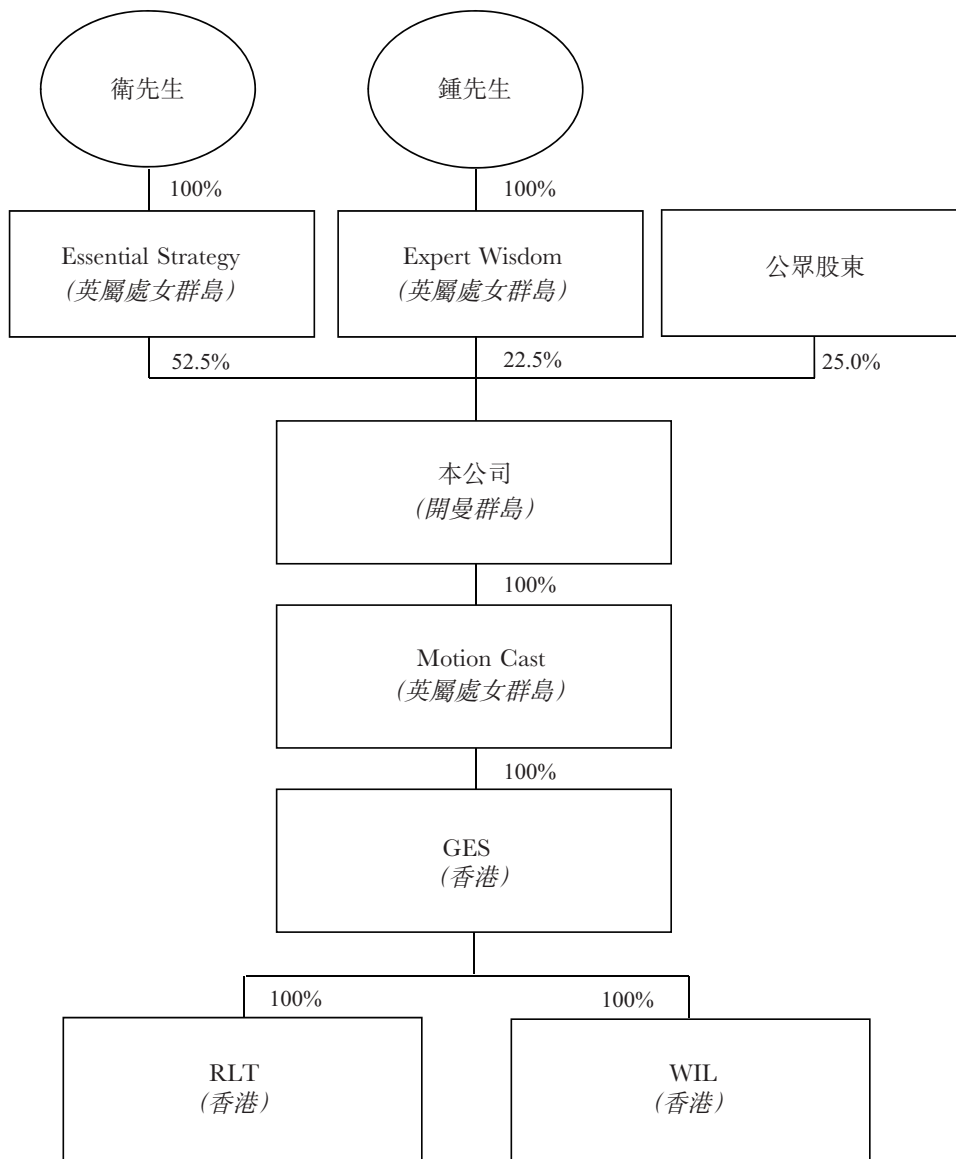 衛先生
鍾先生
100%
100%
Essential Strategy
(英屬處女群島)
Expert Wisdom
(英屬處女群島)
公眾股東
52.5%
22.5%
25.0%
本公司
(開曼群島)
100%
Motion Cast
(英屬處女群島)
100%
GES
(香港)
100%
100%
RLT
(香港)
WIL
(香港)